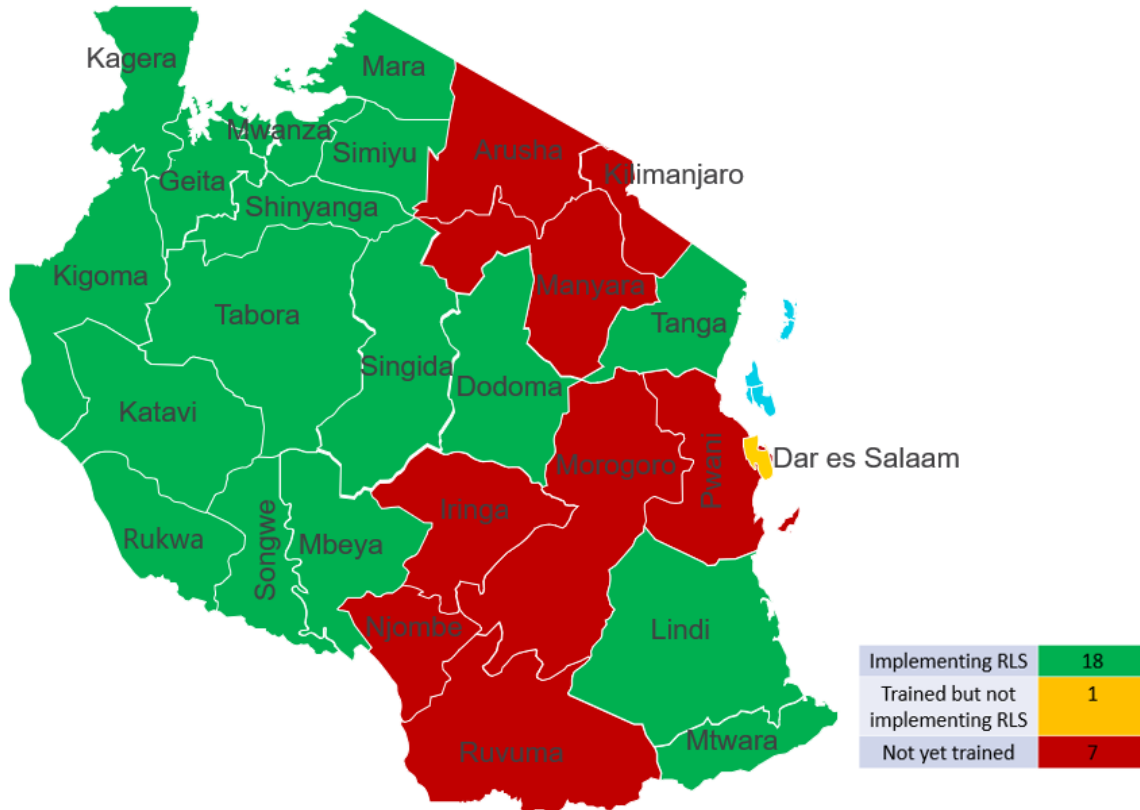 Kagera
Mara
Mwanza
Simiyu
Arusha
Kilimanjaro
Geita
Shinyanga
Kigoma
Tabora
Manyara
Tanga
Singida
Dodoma
Katavi
Dar es Salaam
Morogoro
Pwani
Iringa
Rukwa
Songwe
Mbeya
Njombe
Lindi
Ruvuma
Mtwara
Implementing RLS 18
Trained but not 1
implementing RLS
Not yet trained 7